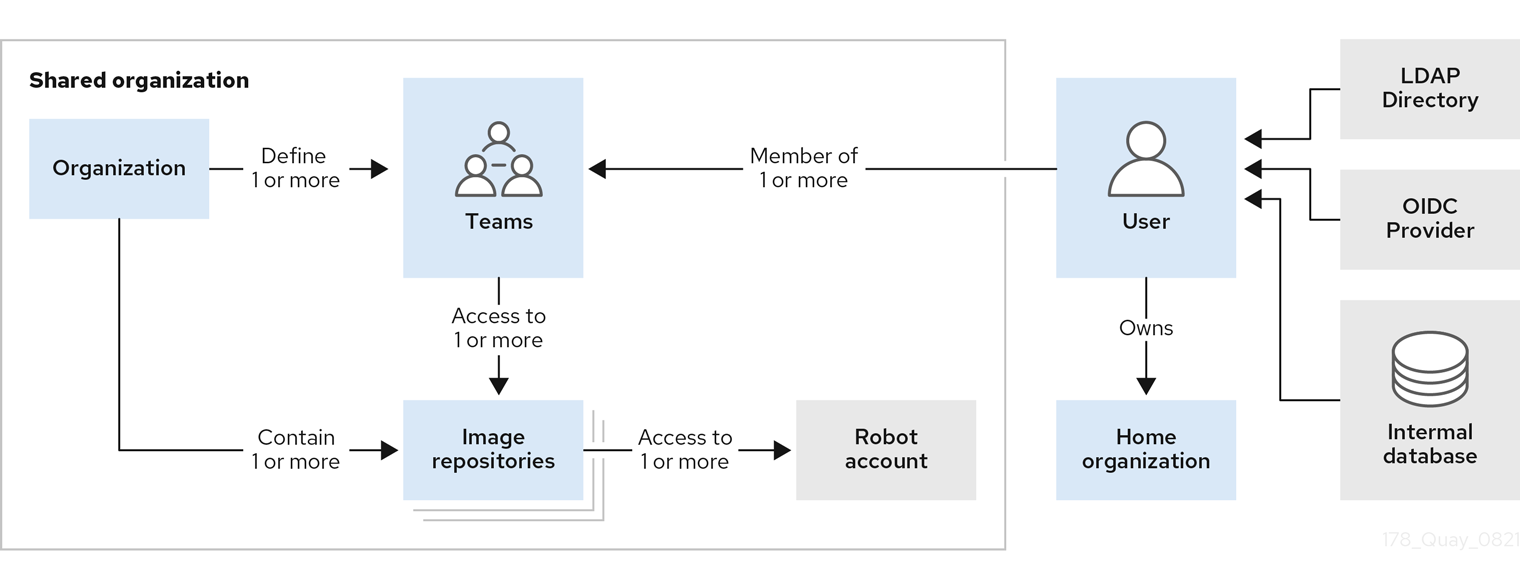 Shared organization
Organization
Define
1 or more
Teams
Member of
1 or more
User
LDAP
Directory
OIDC
Provider
Access to
1 or more
Owns
Contain
1 or more
Image
repositories
Access to
1 or more
Robot
account
Home
organization
Intermal
database
178_Quay_0821